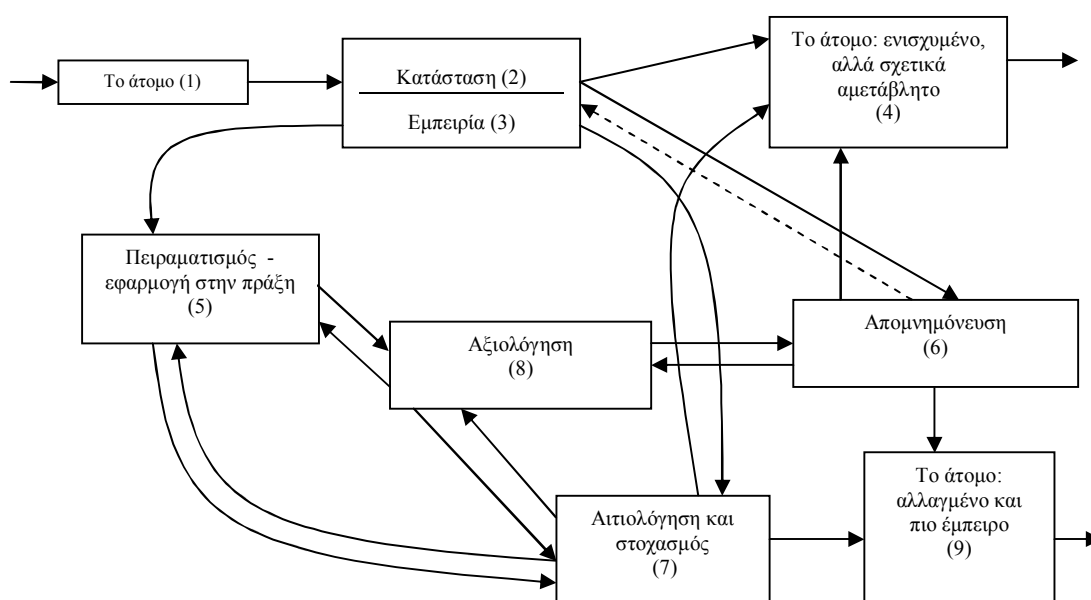 Το άτομο (1)
Κατάσταση (2)
Εμπειρία (3)
Το άτομο: ενισχυμένο,
αλλά σχετικά
αμετάβλητο
(4)
Πειραματισμός -
εφαρμογή στην πράξη
(5)
Αξιολόγηση
(8)
Απομνημόνευση
(6)
Αιτιολόγηση και
στοχασμός
(7)
Το άτομο:
αλλαγμένο και
πιο έμπειρο
(9)